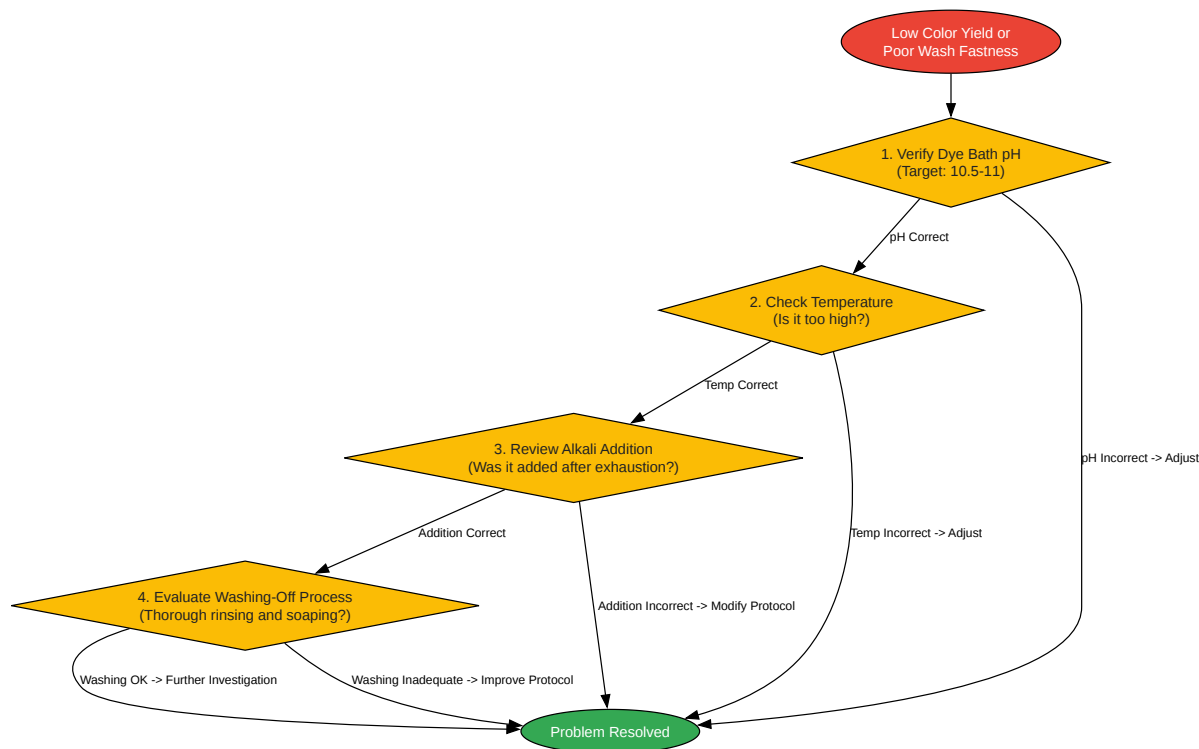 Low Color Yield or
Poor Wash Fastness
1. Verify Dye Bath pH
(Target: 10.5-11)
pH Correct
2. Check Temperature
(Is it too high?)
Temp Correct
3. Review Alkali Addition
(Was it added after exhaustion?)
pH Incorrect -> Adjust
Addition Correct
Temp Incorrect -> Adjust
4. Evaluate Washing-Off Process
(Thorough rinsing and soaping?)
Addition Incorrect -> Modify Protocol
Washing OK -> Further Investigation
Washing Inadequate -> Improve Protocol
Problem Resolved